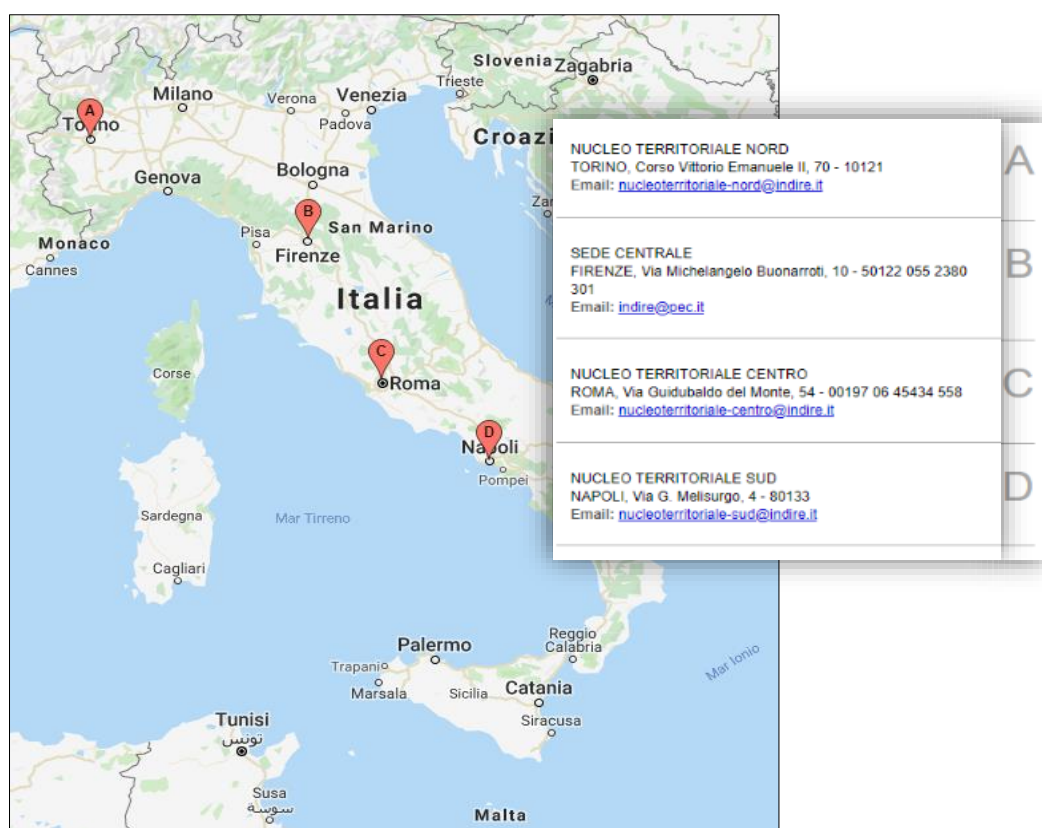 Slovenia
Zagabria
Milano
Verona
Venezia
Trieste
Padova
A
Torino
Croazi
Genova
Bologna
Zar
B
Pisa
San Marino
Firenze
Monaco
Cannes
Italia
C
Corse
Roma
D
Napoli
Pompei
Sardegna
Mar Tirreno
Cagliari
Palermo
Reggio
Calabria
Trapani
Mar Ionio
Marsala
Sicilia
Catania
Siracusa
Tunisi
تونس
Susa
سوسة
Malta
NUCLEO TERRITORIALE NORD
TORINO, Corso Vittorio Emanuele II, 70 - 10121
Email: nucleoterritoriale-nord@indire.it
A
SEDE CENTRALE
FIRENZE, Via Michelangelo Buonarroti, 10 - 50122 055 2380
301
Email: indire@pec.it
B
NUCLEO TERRITORIALE CENTRO
ROMA, Via Guidubaldo del Monte, 54 - 00197 06 45434 558
Email: nucleoterritoriale-centro@indire.it
C
NUCLEO TERRITORIALE SUD
NAPOLI, Via G. Melisurgo, 4 - 80133
Email: nucleoterritoriale-sud@indire.it
D